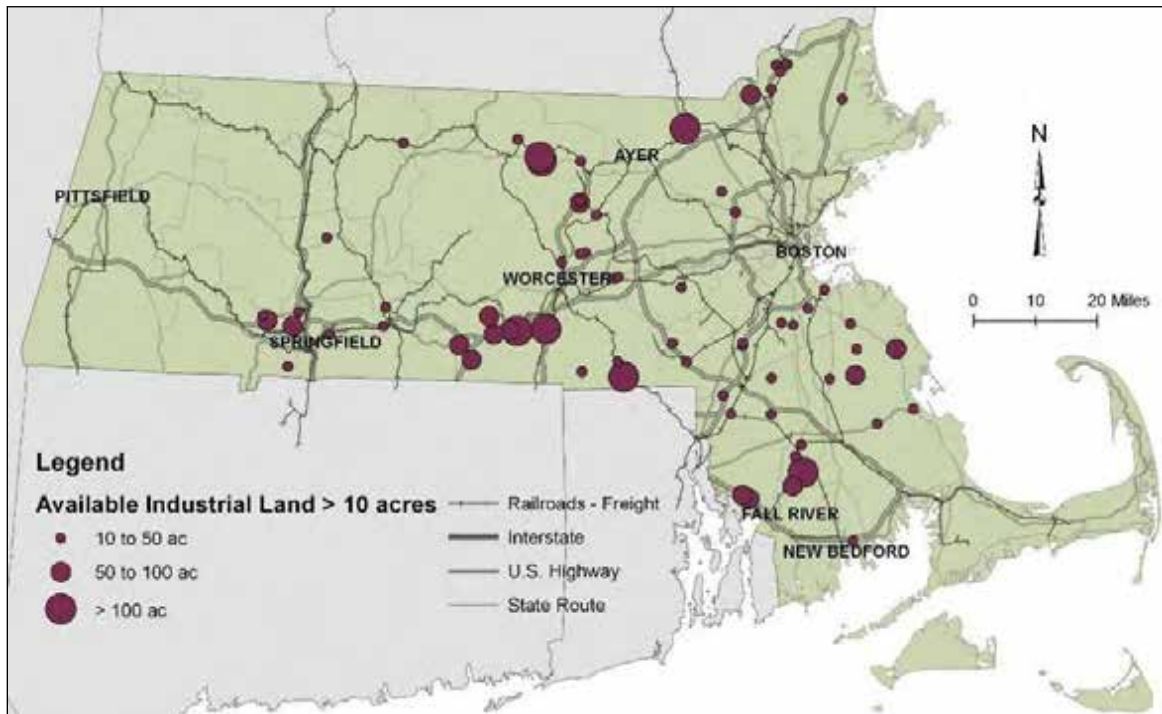 N
AYER
PITTSFIELD
BOSTON
WORCESTER
0 10 20 Miles
SPRINGFIELD
Legend
Available Industrial Land > 10 acres
10 to 50 ac
50 to 100 ac
> 100 ac
Railroads - Freight
Interstate
U.S. Highway
State Route
FALL RIVER
NEW BEDFORD